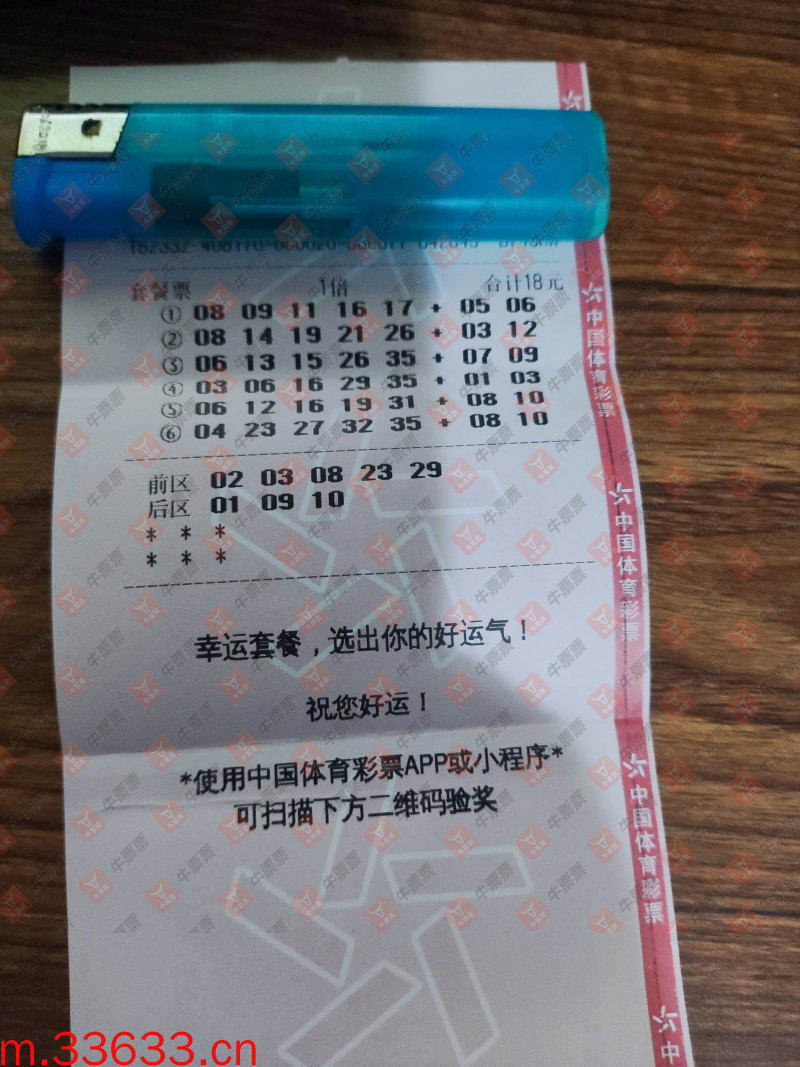 套餐票 1倍 合计18元
① 08 09 11 16 17 + 05 06
② 08 14 19 21 26 + 03 12
③ 06 13 15 26 35 + 07 09
④ 03 06 16 29 35 + 01 03
⑤ 06 12 16 19 31 + 08 10
⑥ 04 23 27 32 35 + 08 10
前区 02 03 08 23 29
后区 01 09 10
* * *
* * *
幸运套餐，选出你的好运气！
祝您好运！
*使用中国体育彩票APP或小程序*
可扫描下方二维码验奖
中国体育彩票
中国体育彩票
中国体育彩票
中
牛票票
m.33633.cn